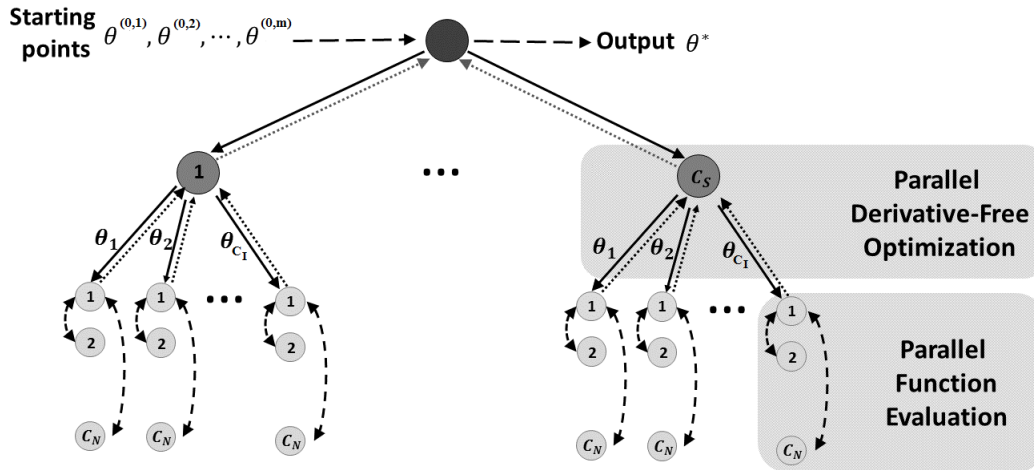 Starting points θ^(0,1), θ^(0,2), ⋯, θ^(0,m)
Output θ*
1
...
C_S
Parallel
Derivative-Free
Optimization
θ_1
θ_2
θ_C_I
θ_1
θ_2
θ_C_I
1
1
...
1
1
1
...
1
2
2
2
2
2
2
Parallel
Function
Evaluation
C_N
C_N
C_N
C_N
C_N
C_N